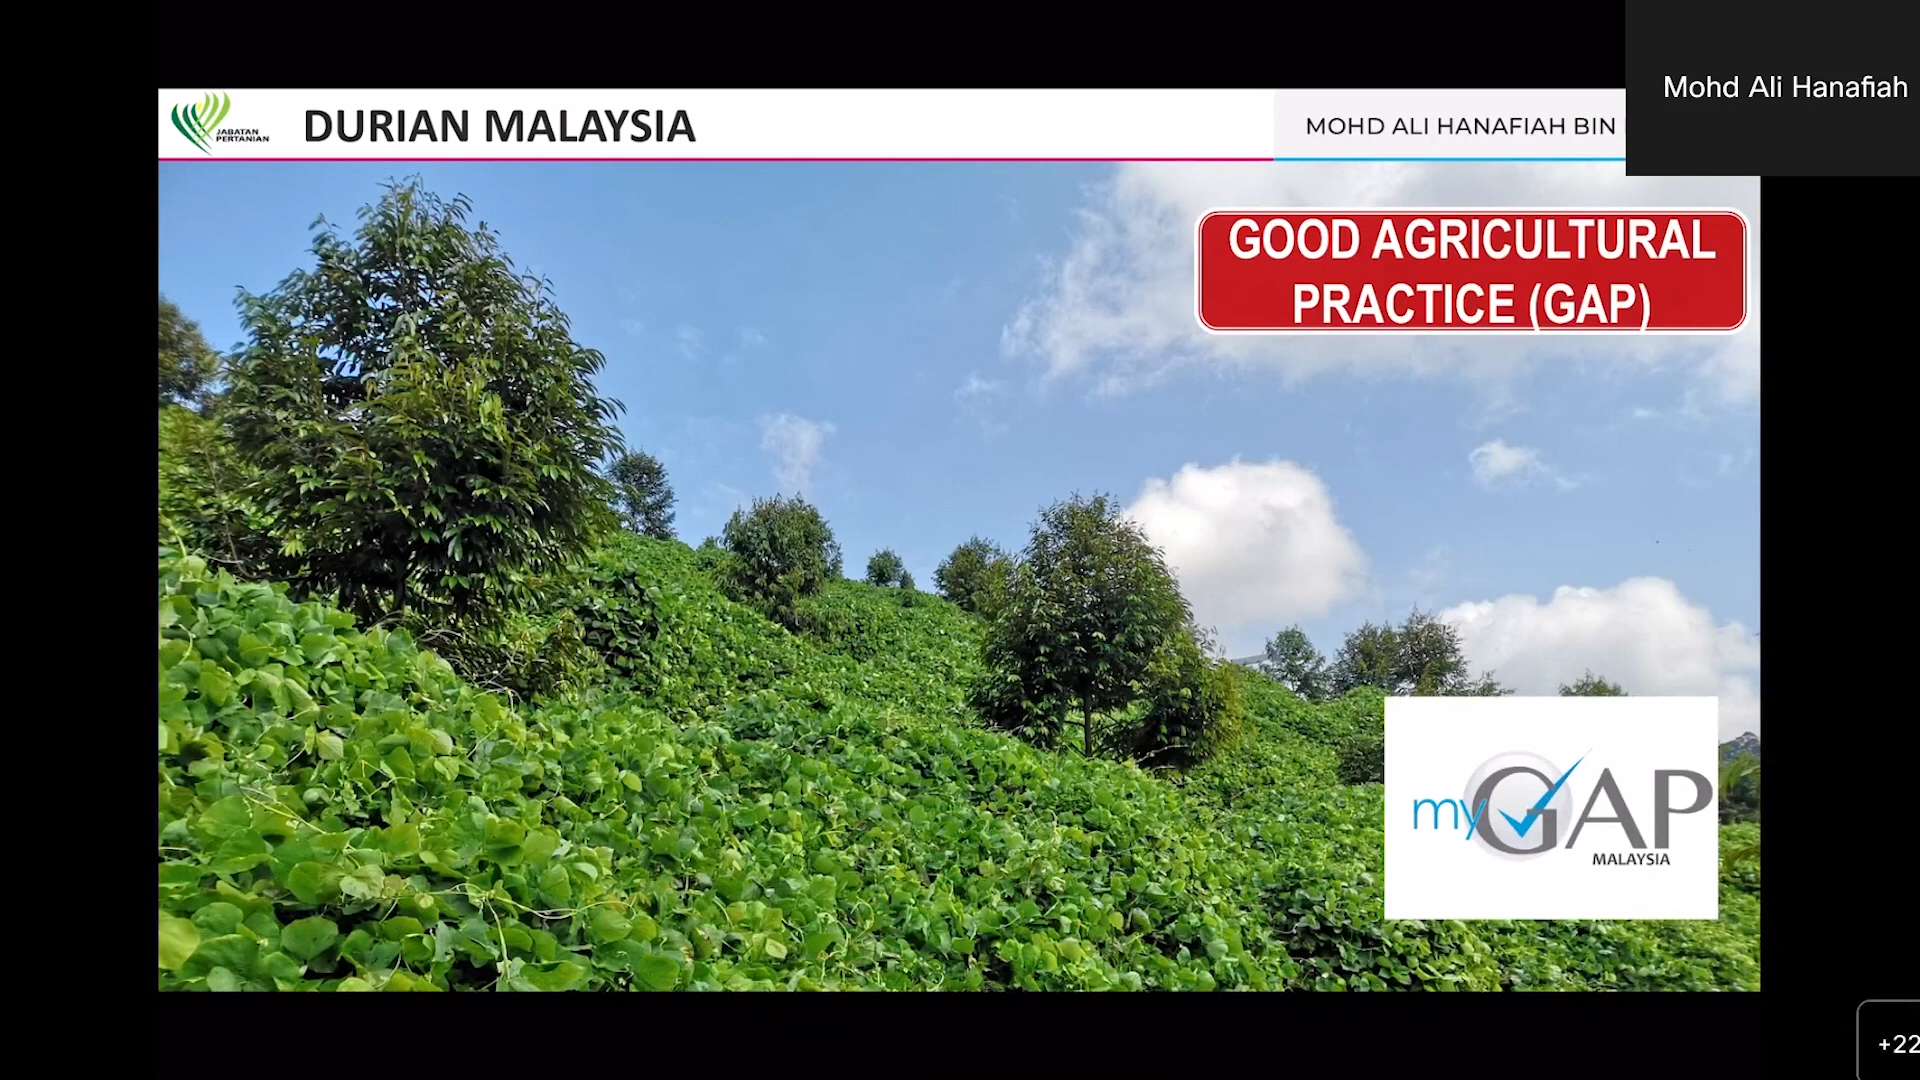 Mohd Ali Hanafiah
JABATAN
PERTANIAN
DURIAN MALAYSIA
MOHD ALI HANAFIAH BIN
GOOD AGRICULTURAL
PRACTICE (GAP)
myGAP
MALAYSIA
+22